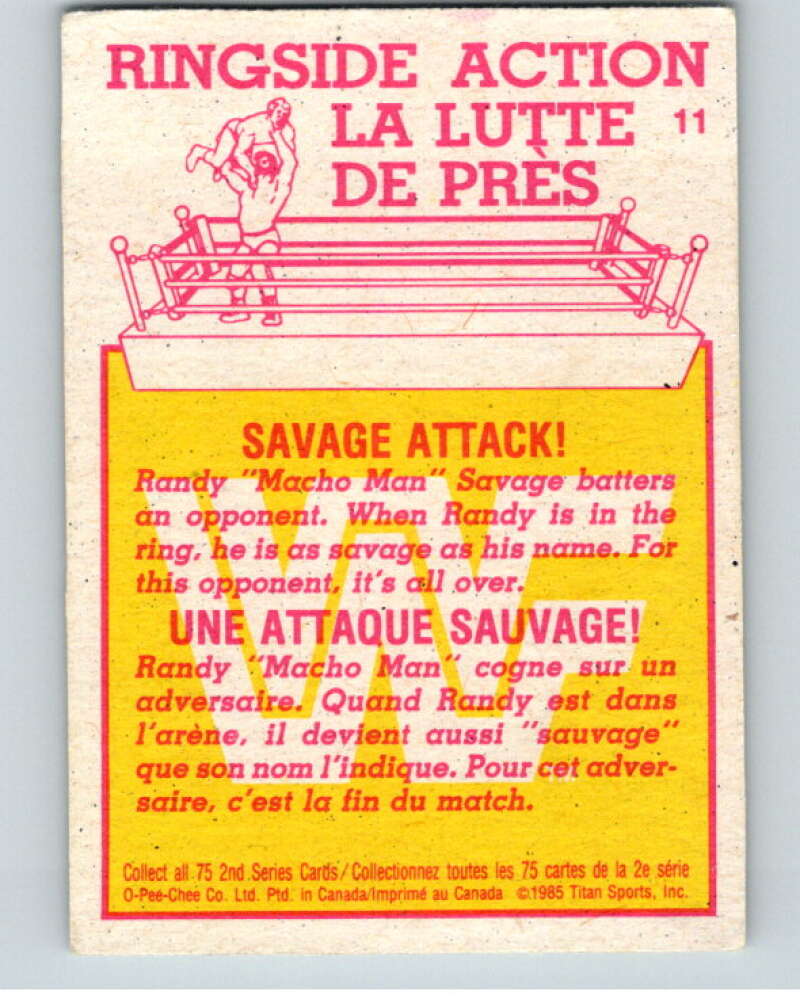 RINGSIDE ACTION
LA LUTTE 11
DE PRÈS
SAVAGE ATTACK!
Randy "Macho Man" Savage batters
an opponent. When Randy is in the
ring, he is as savage as his name. For
this opponent, it's all over.
UNE ATTAQUE SAUVAGE!
Randy "Macho Man" cogne sur un
adversaire. Quand Randy est dans
l'arène, il devient aussi "sauvage"
que son nom l'indique. Pour cet adver-
saire, c'est la fin du match.
Collect all 75 2nd Series Cards/Collectionnez toutes les 75 cartes de la 2e série
O-Pee-Chee Co. Ltd. Ptd. in Canada/Imprimé au Canada ©1985 Titan Sports, Inc.